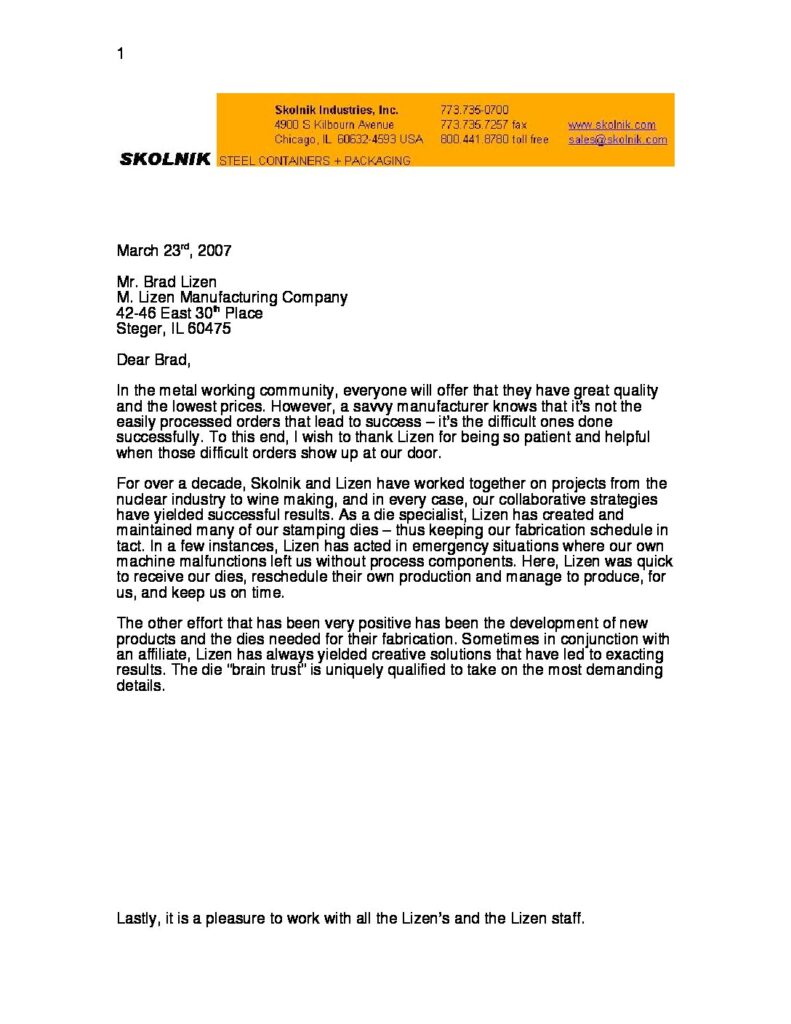 1
Skolnik Industries, Inc. 773.735-0700
4900 S Kilbourn Avenue 773.735.7257 fax www.skolnik.com
Chicago, IL 60632-4593 USA 800.441.8780 toll free sales@skolnik.com
SKOLNIK STEEL CONTAINERS + PACKAGING
March 23rd, 2007
Mr. Brad Lizen
M. Lizen Manufacturing Company
42-46 East 30th Place
Steger, IL 60475
Dear Brad,
In the metal working community, everyone will offer that they have great quality
and the lowest prices. However, a savvy manufacturer knows that it's not the
easily processed orders that lead to success – it's the difficult ones done
successfully. To this end, I wish to thank Lizen for being so patient and helpful
when those difficult orders show up at our door.
For over a decade, Skolnik and Lizen have worked together on projects from the
nuclear industry to wine making, and in every case, our collaborative strategies
have yielded successful results. As a die specialist, Lizen has created and
maintained many of our stamping dies – thus keeping our fabrication schedule in
tact. In a few instances, Lizen has acted in emergency situations where our own
machine malfunctions left us without process components. Here, Lizen was quick
to receive our dies, reschedule their own production and manage to produce, for
us, and keep us on time.
The other effort that has been very positive has been the development of new
products and the dies needed for their fabrication. Sometimes in conjunction with
an affiliate, Lizen has always yielded creative solutions that have led to exacting
results. The die "brain trust" is uniquely qualified to take on the most demanding
details.
Lastly, it is a pleasure to work with all the Lizen's and the Lizen staff.